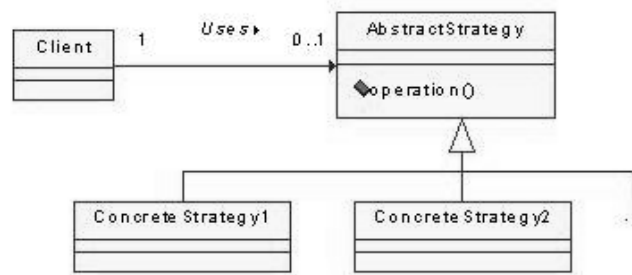 Client
1
Uses
0..1
AbstractStrategy
operation()
ConcreteStrategy1
ConcreteStrategy2